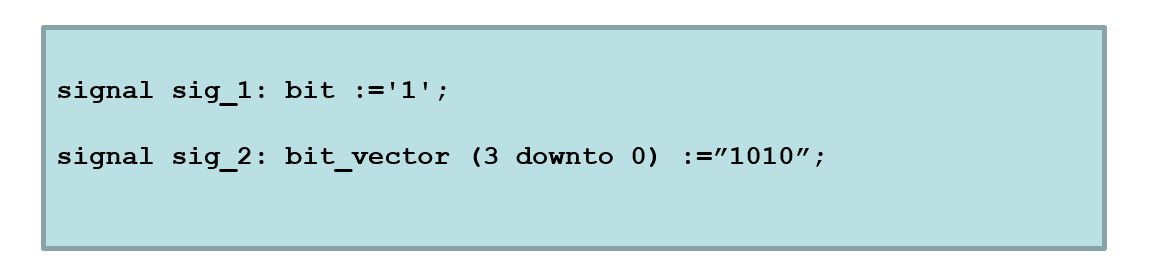 signal sig_1: bit :='1';
signal sig_2: bit_vector (3 downto 0) :=”1010”;